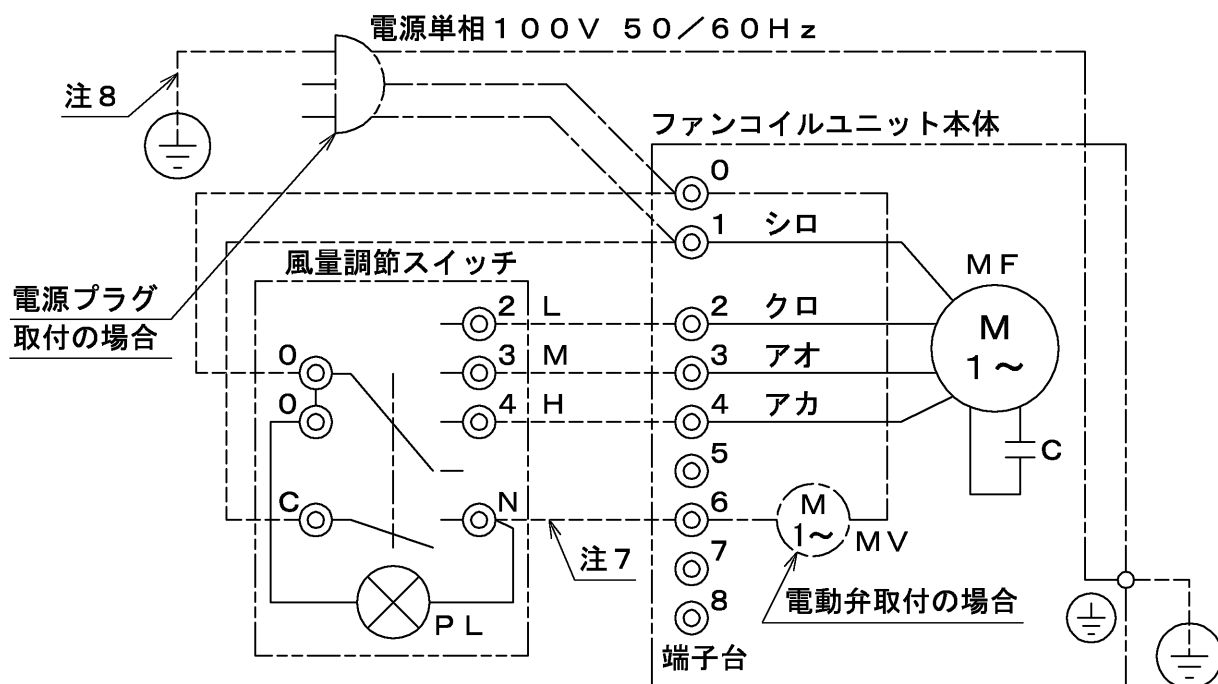 電源単相１００Ｖ ５０／６０Ｈｚ
注８
ファンコイルユニット本体
０
１ シロ
風量調節スイッチ
ＭＦ
電源プラグ
取付の場合
２ Ｌ
２ クロ
Ｍ
１～
０
３ Ｍ
３ アオ
０
４ Ｈ
４ アカ
Ｃ
５
Ｃ
Ｎ
６
Ｍ
１～
ＭＶ
注７
７
電動弁取付の場合
８
ＰＬ
端子台